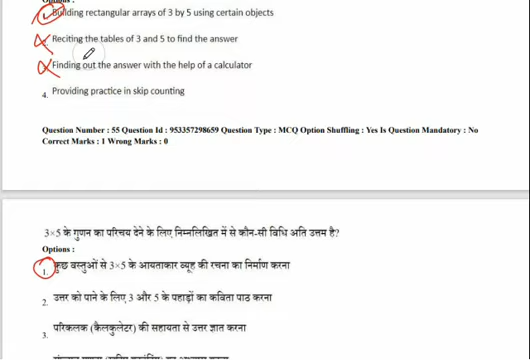 Building rectangular arrays of 3 by 5 using certain objects
Reciting the tables of 3 and 5 to find the answer
Finding out the answer with the help of a calculator
4. Providing practice in skip counting
Question Number : 55 Question Id : 953357298659 Question Type : MCQ Option Shuffling : Yes Is Question Mandatory : No
Correct Marks : 1 Wrong Marks : 0
3×5 के गुणन का परिचय देने के लिए निम्नलिखित में से कौन-सी विधि अति उत्तम है?
Options :
1. कुछ वस्तुओं से 3×5 के आयताकार व्यूह की रचना का निर्माण करना
2. उत्तर को पाने के लिए 3 और 5 के पहाड़ों का कविता पाठ करना
3. परिकलक (कैलकुलेटर) की सहायता से उत्तर ज्ञात करना